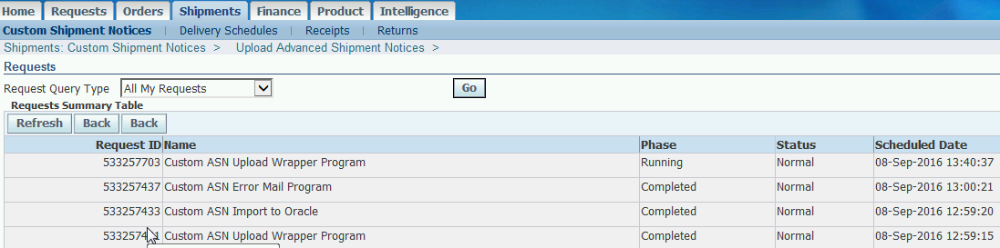 Home Requests Orders Shipments Finance Product Intelligence
Custom Shipment Notices | Delivery Schedules | Receipts | Returns
Shipments: Custom Shipment Notices > Upload Advanced Shipment Notices >
Requests
Request Query Type All My Requests Go
Requests Summary Table
Refresh Back Back
Request ID Name Phase Status Scheduled Date
533257703 Custom ASN Upload Wrapper Program Running Normal 08-Sep-2016 13:40:37
533257437 Custom ASN Error Mail Program Completed Normal 08-Sep-2016 13:00:21
533257433 Custom ASN Import to Oracle Completed Normal 08-Sep-2016 12:59:20
Custom ASN Upload Wrapper Program Completed Normal 08-Sep-2016 12:59:15